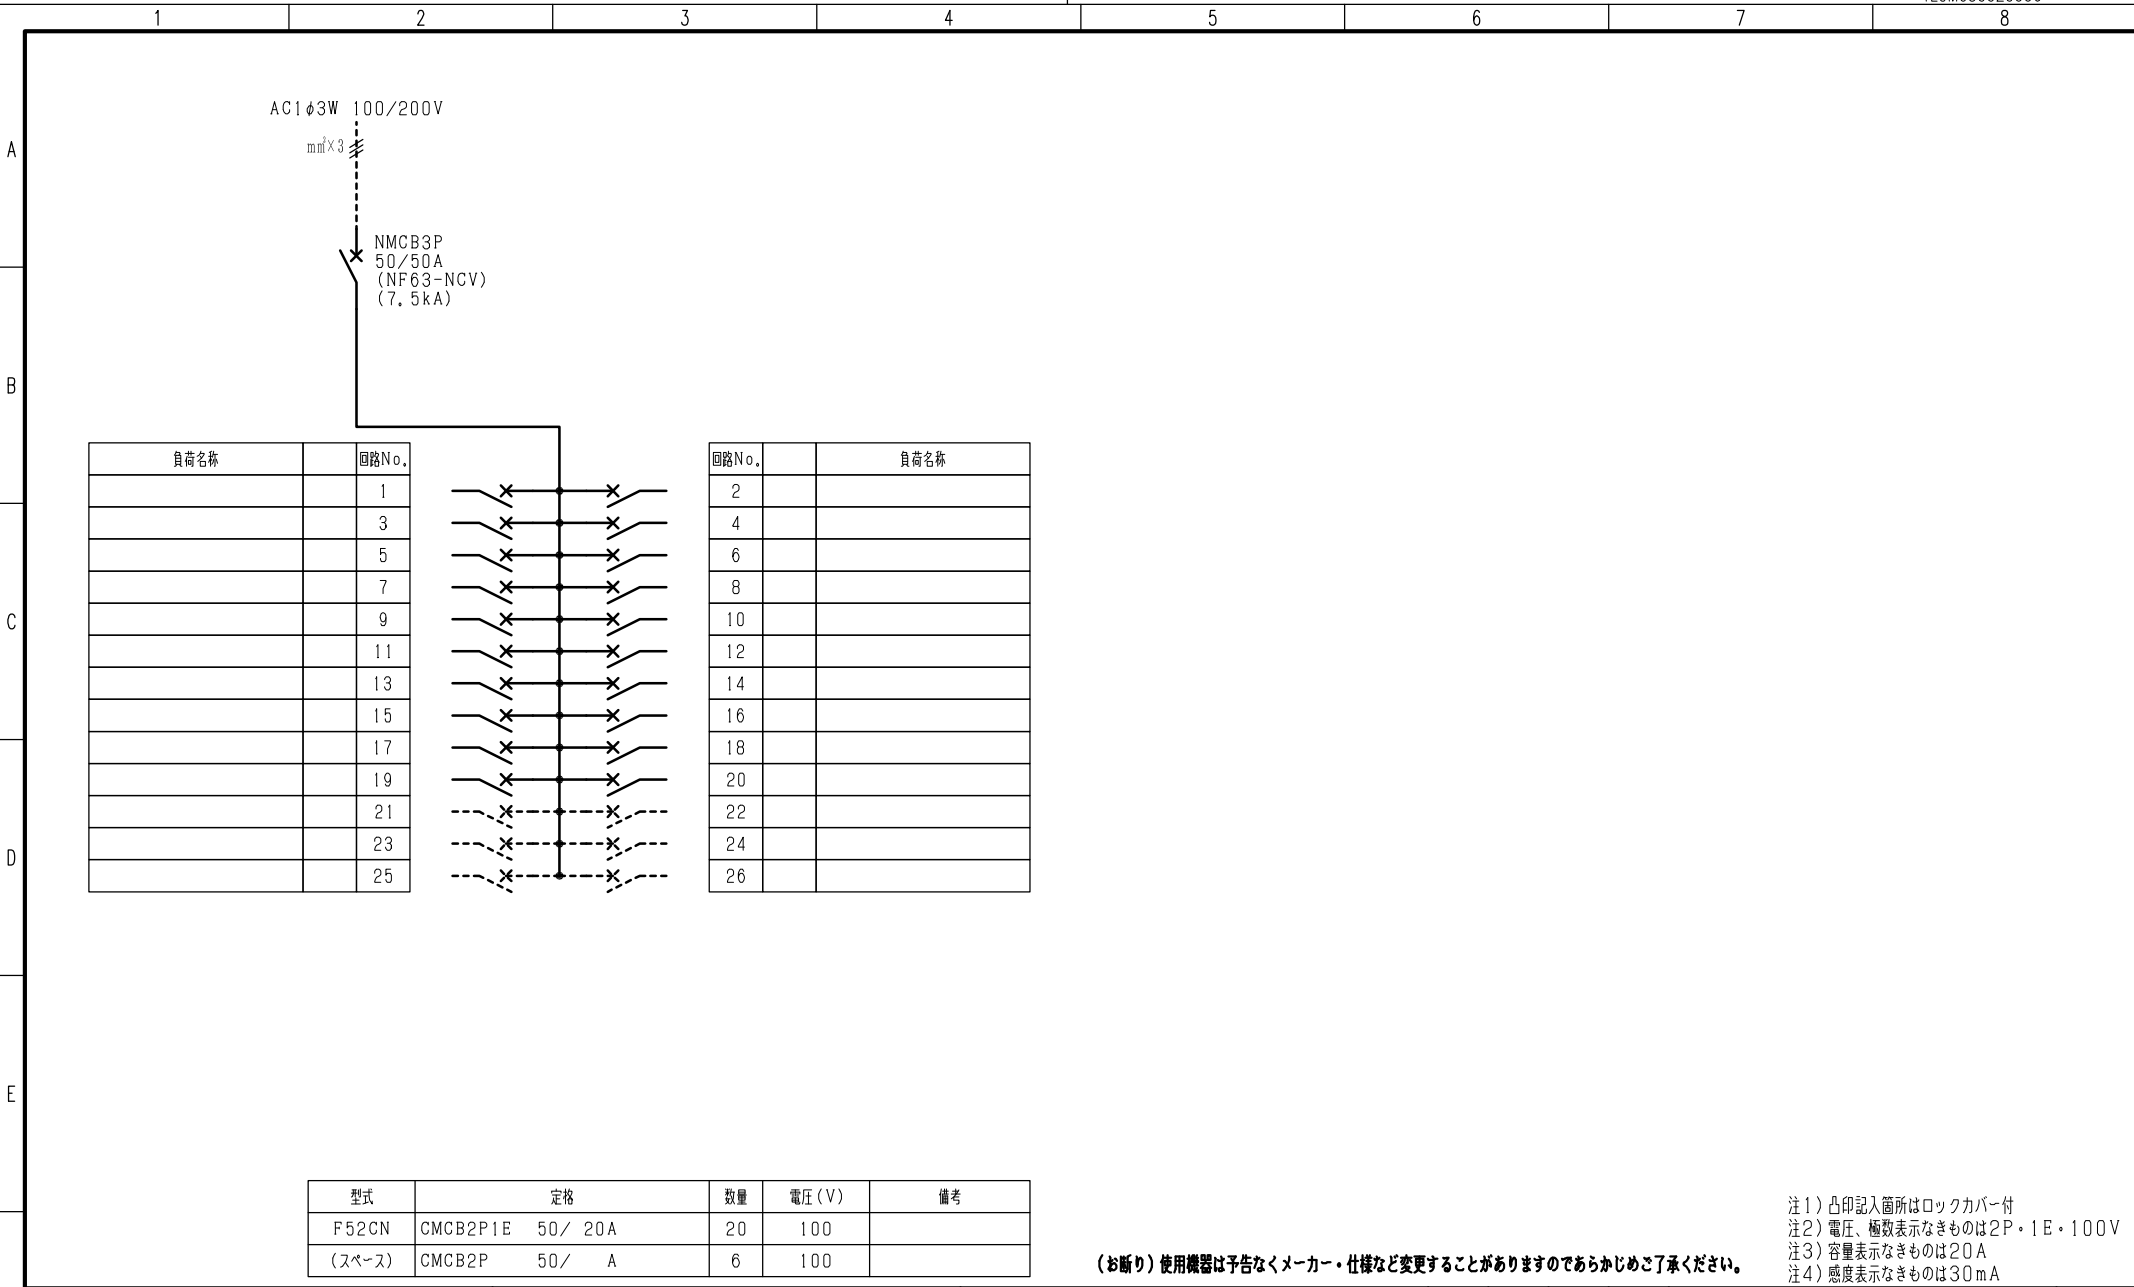 1 2 3 4 5 6 7 8
A
B
C
D
E
AC1φ3W 100/200V
mm²×3
NMCB3P
50/50A
(NF63-NCV)
(7.5kA)
負荷名称 回路No. 回路No. 負荷名称
1 2
3 4
5 6
7 8
9 10
11 12
13 14
15 16
17 18
19 20
21 22
23 24
25 26
型式 定格 数量 電圧(V) 備考
F52CN CMCB2P1E 50/ 20A 20 100
(スペース) CMCB2P 50/ A 6 100
(お断り)使用機器は予告なくメーカー・仕様など変更することがありますのであらかじめご了承ください。
注1)凸印記入箇所はロックカバー付
注2)電圧、極数表示なきものは2P・1E・100V
注3)容量表示なきものは20A
注4)感度表示なきものは30mA